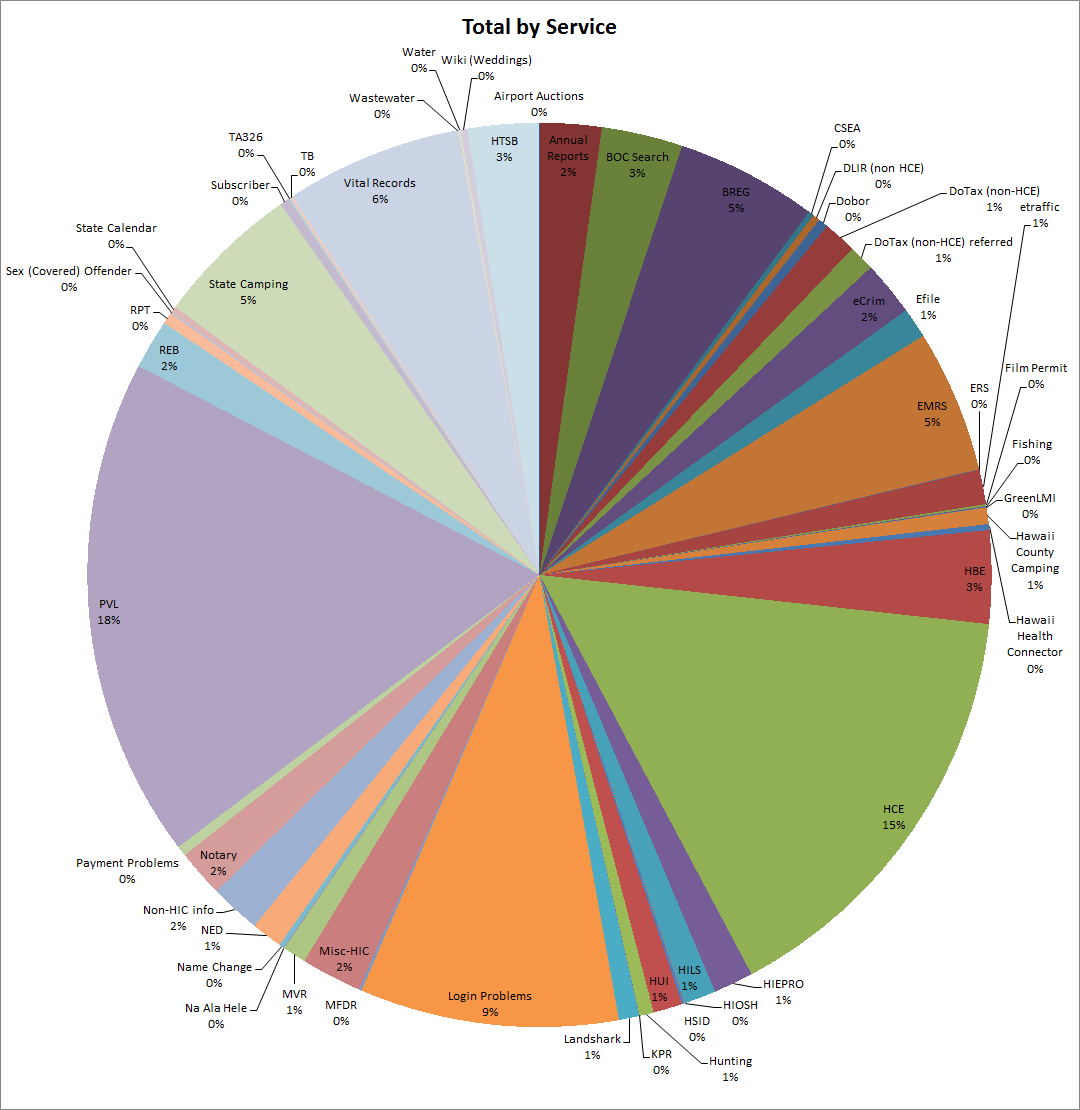 Total by Service
Airport Auctions
0%
Annual
Reports
2%
BOC Search
3%
BREG
5%
CSEA
0%
DLIR (non HCE)
0%
Dobor
0%
DoTax (non-HCE)
1%
DoTax (non-HCE) referred
1%
eCrim
2%
Efile
1%
EMRS
5%
ERS
0%
etraffic
1%
Film Permit
0%
Fishing
0%
GreenLMI
0%
Hawaii
County
Camping
1%
Hawaii
Health
Connector
0%
HBE
3%
HCE
15%
HIEPRO
1%
HILS
1%
HIOSH
0%
HSID
0%
HUI
1%
Hunting
1%
KPR
0%
Landshark
1%
Login Problems
9%
MFDR
0%
Misc-HIC
2%
MVR
1%
Na Ala Hele
0%
Name Change
0%
NED
1%
Non-HIC info
2%
Notary
2%
Payment Problems
0%
PVL
18%
REB
2%
RPT
0%
Sex (Covered) Offender
0%
State Calendar
0%
State Camping
5%
Subscriber
0%
TA326
0%
TB
0%
Vital Records
6%
Wastewater
0%
Water
0%
Wiki (Weddings)
0%
HTSB
3%